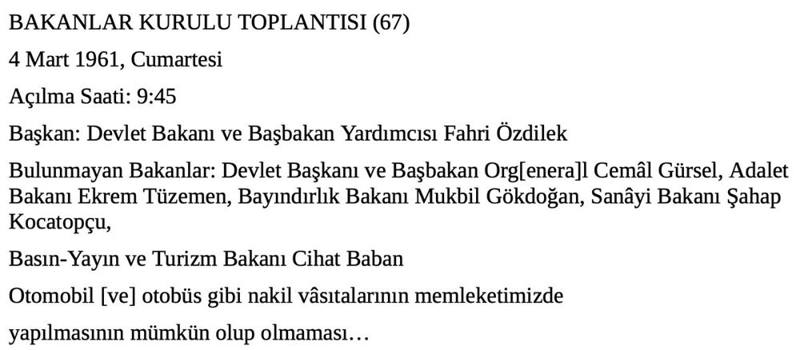 BAKANLAR KURULU TOPLANTISI (67)
4 Mart 1961, Cumartesi
Açılma Saati: 9:45
Başkan: Devlet Bakanı ve Başbakan Yardımcısı Fahri Özdilek
Bulunmayan Bakanlar: Devlet Başkanı ve Başbakan Org[enera]l Cemâl Gürsel, Adalet
Bakanı Ekrem Tüzemen, Bayındırlık Bakanı Mukbil Gökdoğan, Sanâyi Bakanı Şahap
Kocatopçu,
Basın-Yayın ve Turizm Bakanı Cihat Baban
Otomobil [ve] otobüs gibi nakil vâsıtalarının memleketimizde
yapılmasının mümkün olup olmaması…